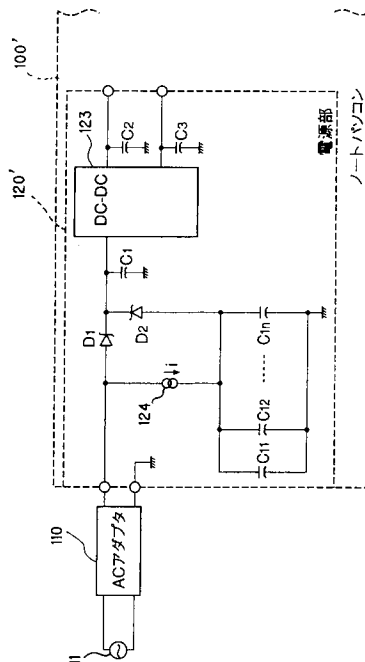 100′
120′
123
DC-DC
C2
C3
C1
D1
D2
124
i
C11
C12
......
C1n
110
ACアダプタ
11
電源部
ノートパソコン